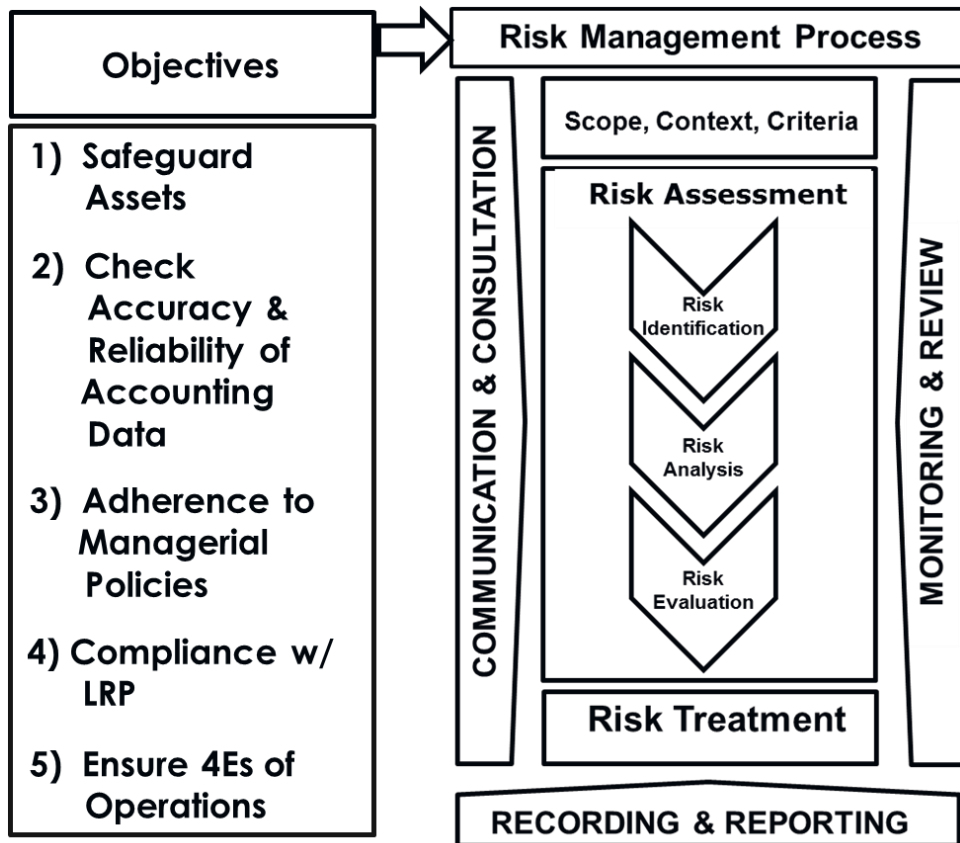 Objectives
1) Safeguard
Assets
2) Check
Accuracy &
Reliability of
Accounting
Data
3) Adherence to
Managerial
Policies
4) Compliance w/
LRP
5) Ensure 4Es of
Operations
Risk Management Process
COMMUNICATION & CONSULTATION
Scope, Context, Criteria
Risk Assessment
Risk
Identification
Risk
Analysis
Risk
Evaluation
Risk Treatment
MONITORING & REVIEW
RECORDING & REPORTING